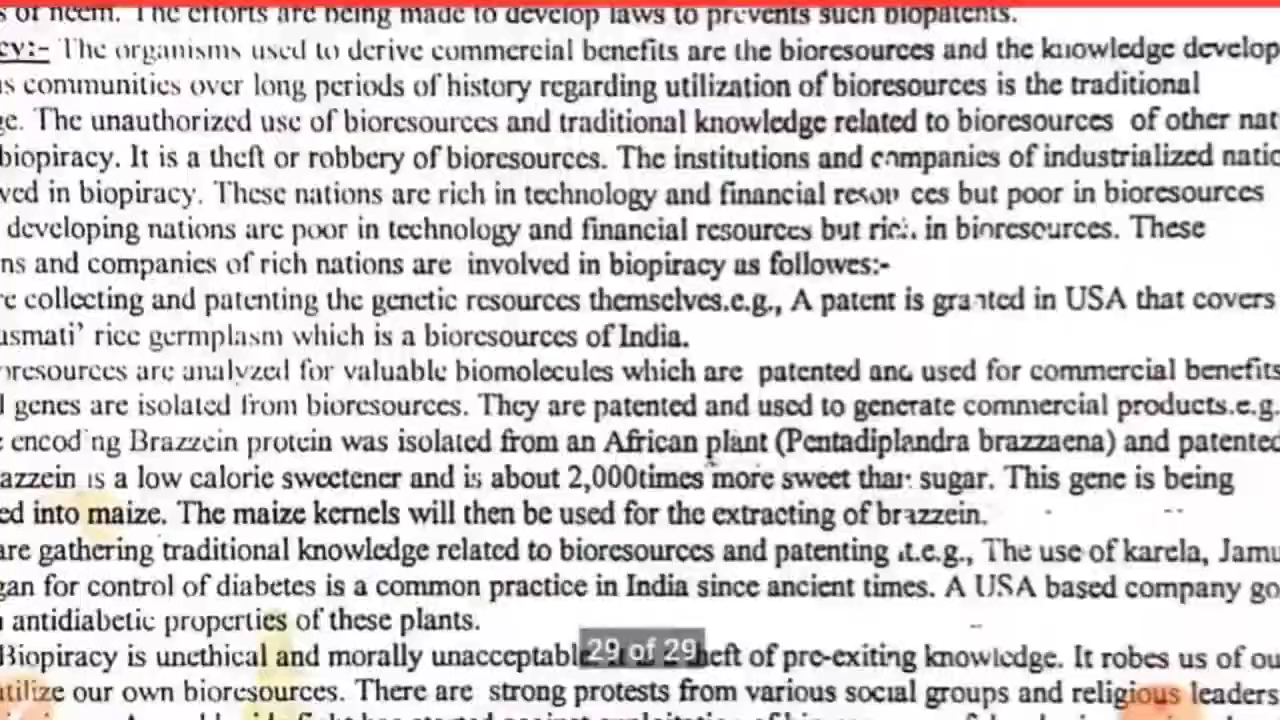 s of neem. The efforts are being made to develop laws to prevents such biopatents.
cy:- The organisms used to derive commercial benefits are the bioresources and the knowledge develop
s communities over long periods of history regarding utilization of bioresources is the traditional
ge. The unauthorized use of bioresources and traditional knowledge related to bioresources of other nat
biopiracy. It is a theft or robbery of bioresources. The institutions and companies of industrialized natio
ved in biopiracy. These nations are rich in technology and financial resou ces but poor in bioresources
developing nations are poor in technology and financial resources but rich in bioresources. These
ns and companies of rich nations are involved in biopiracy as followes:-
re collecting and patenting the genetic resources themselves.e.g., A patent is granted in USA that covers
asmati’ rice germplasm which is a bioresources of India.
oresources are analyzed for valuable biomolecules which are patented and used for commercial benefits
l genes are isolated from bioresources. They are patented and used to generate commercial products.e.g.
encod ng Brazzein protein was isolated from an African plant (Pentadiplandra brazzaena) and patented
azzein is a low calorie sweetener and is about 2,000times more sweet than sugar. This gene is being
ed into maize. The maize kernels will then be used for the extracting of brazzein.
are gathering traditional knowledge related to bioresources and patenting it.e.g., The use of karela, Jamu
gan for control of diabetes is a common practice in India since ancient times. A USA based company go
antidiabetic properties of these plants.
Biopiracy is unethical and morally unacceptabl 29 of 29 heft of pre-exiting knowledge. It robes us of ou
utilize our own bioresources. There are strong protests from various social groups and religious leaders